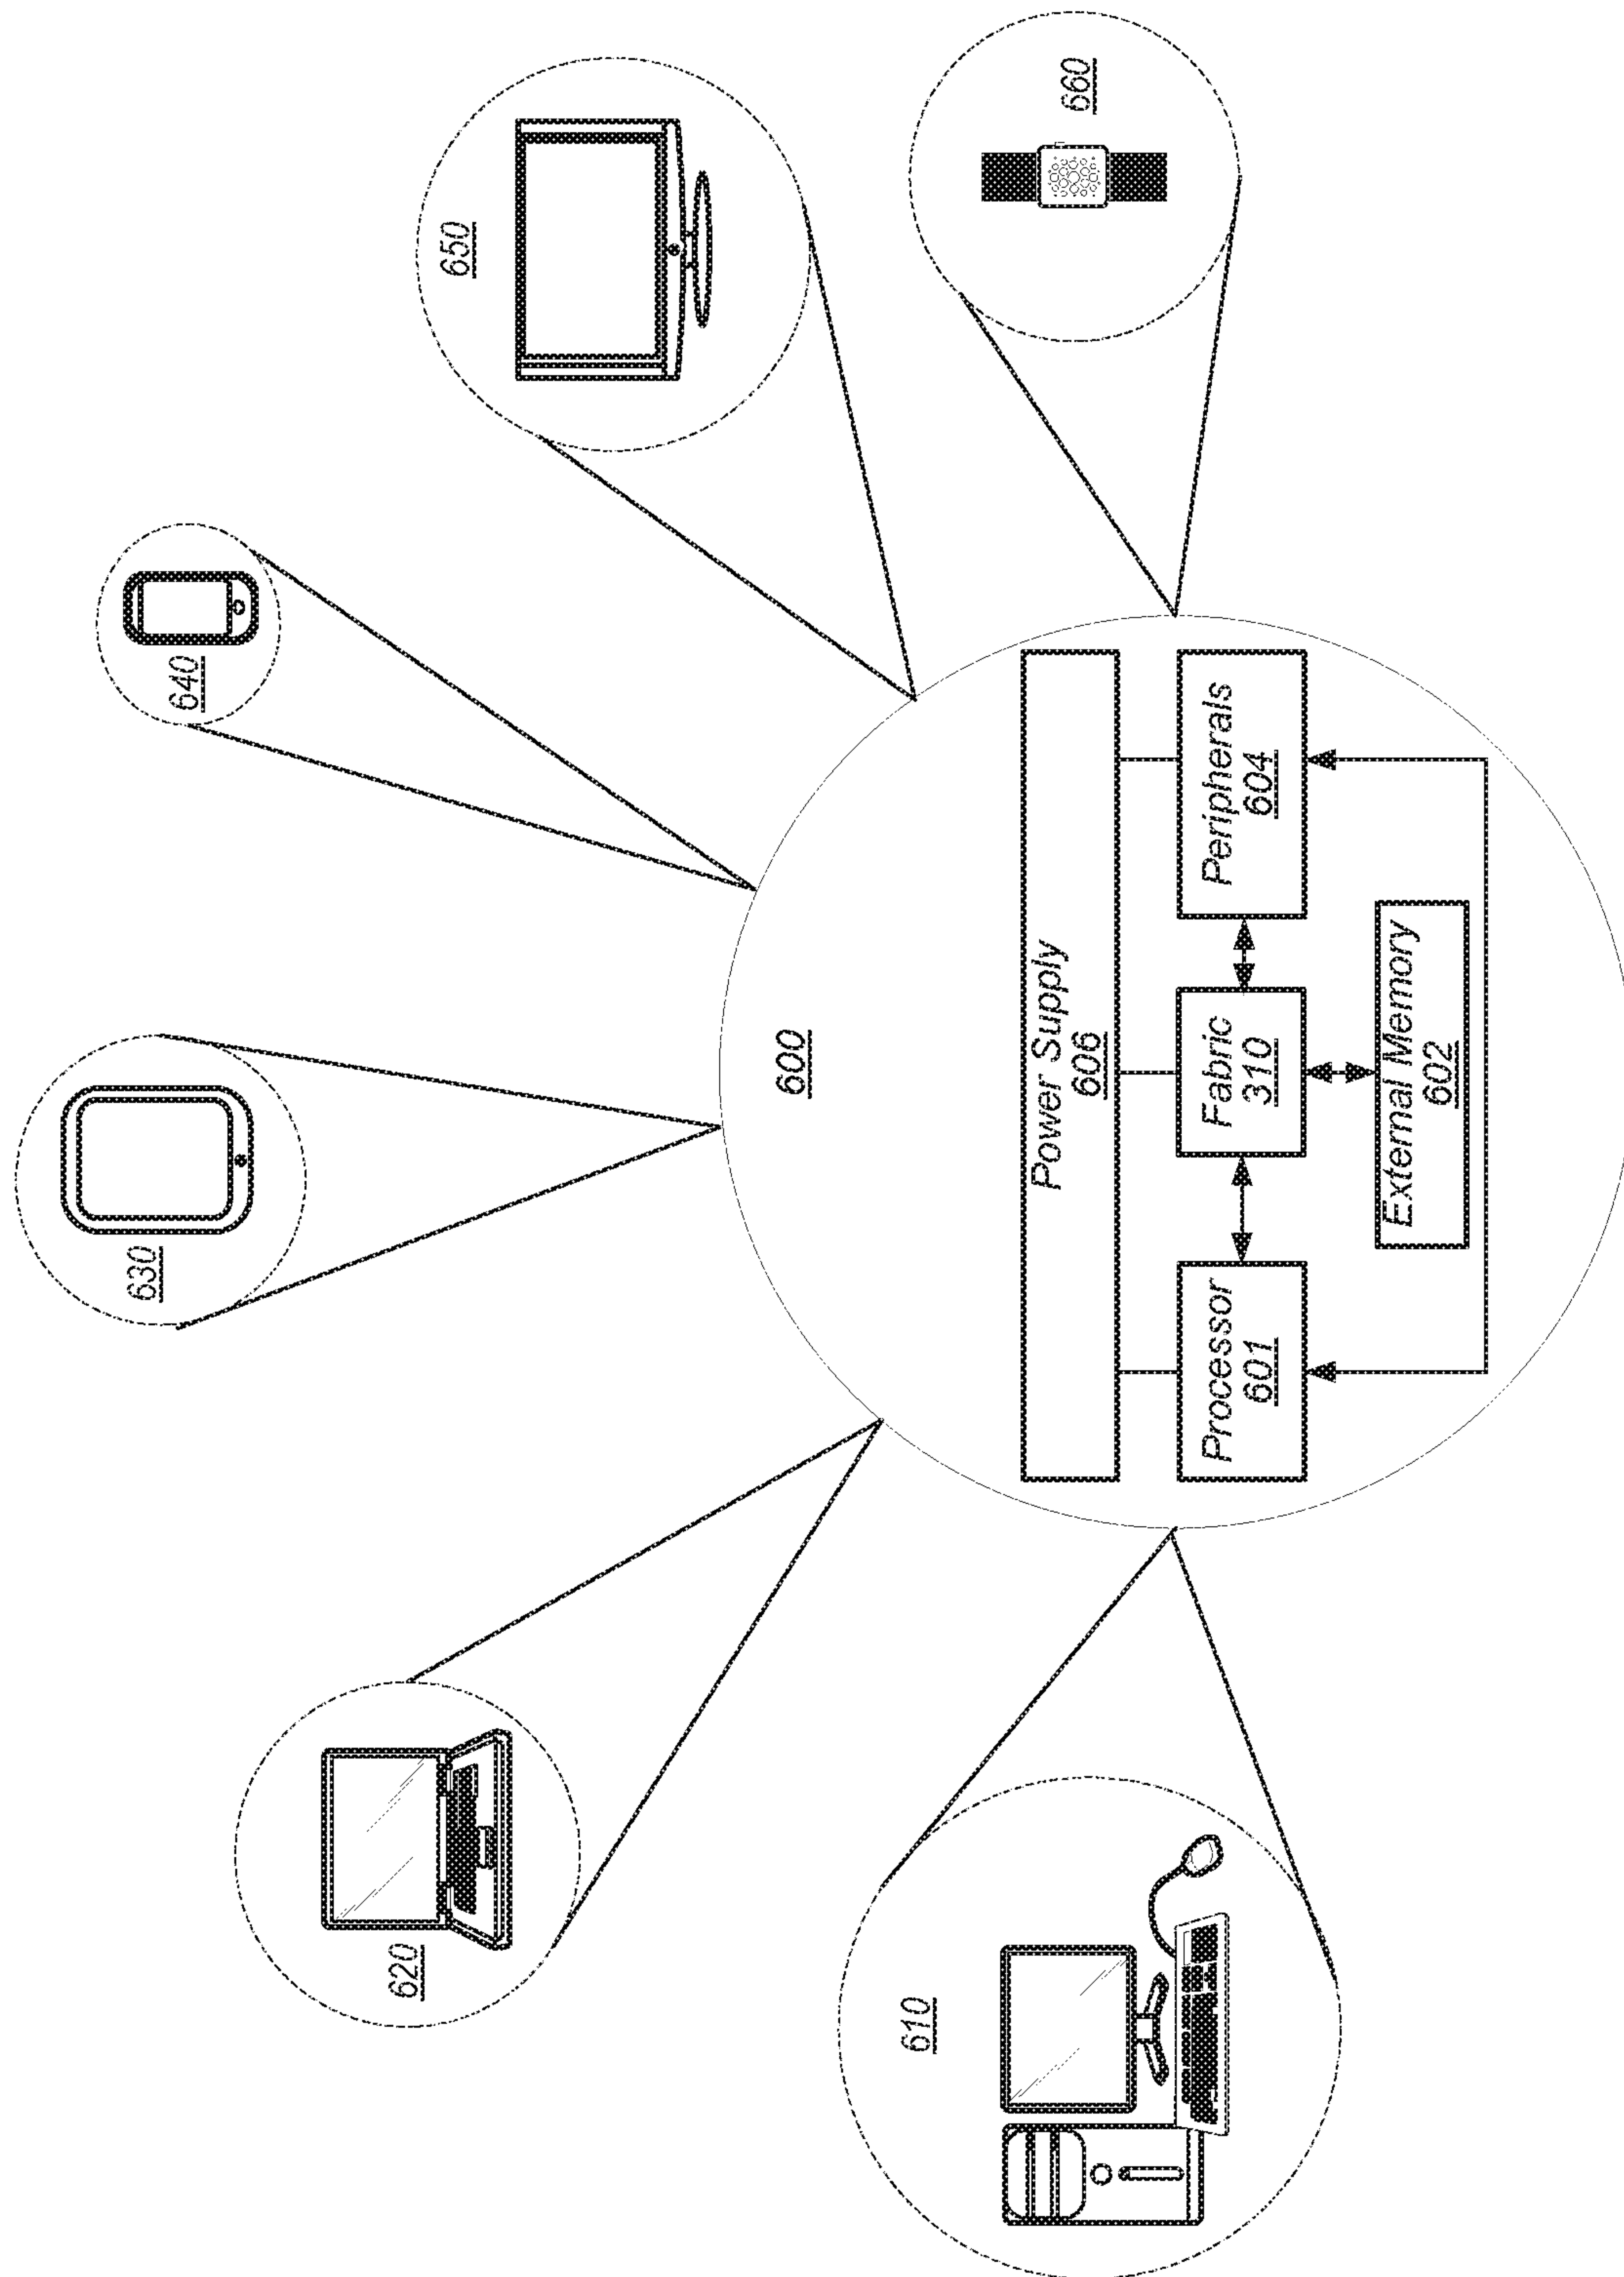 630
640
620
650
600
610
660
Power Supply
606
Processor
601
Fabric
310
Peripherals
604
External Memory
602